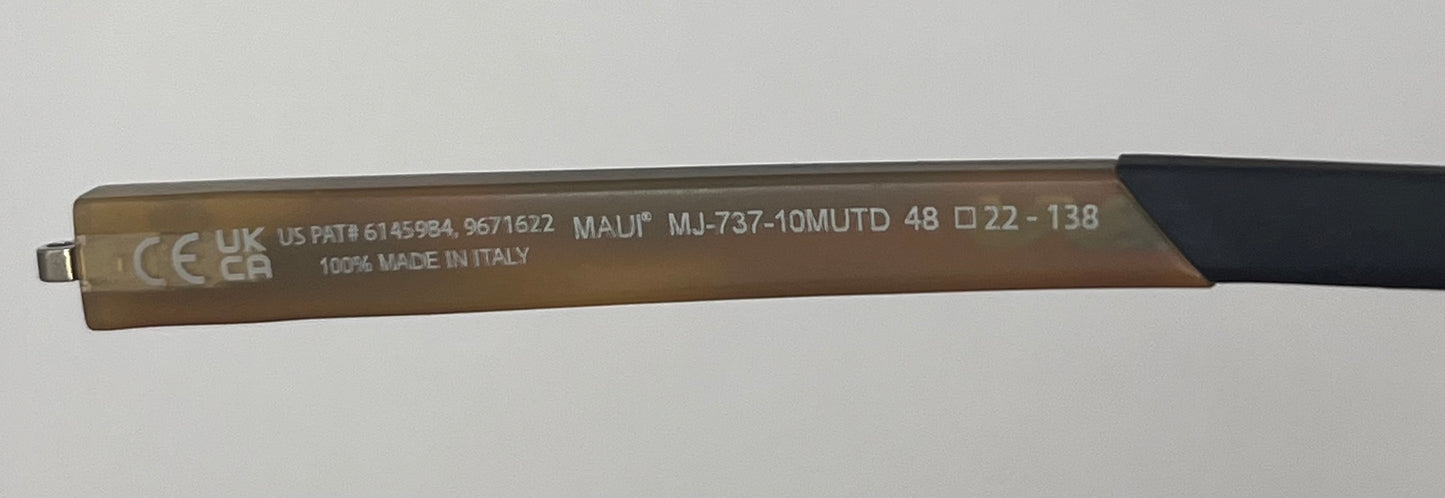 CE UK CA US PAT# 6145984, 9671622 MAUI® MJ-737-10MUTD 48 □ 22 - 138
100% MADE IN ITALY